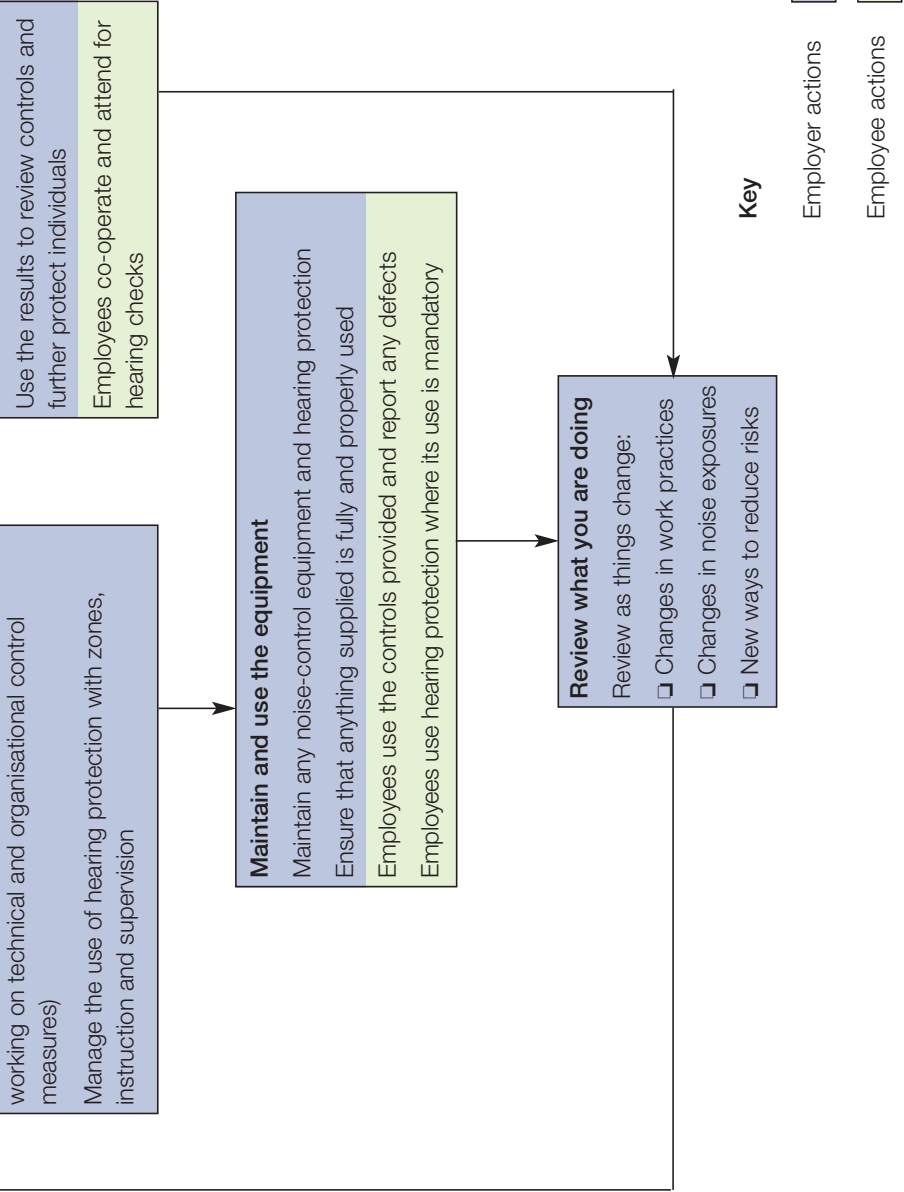 working on technical and organisational control
measures)
Manage the use of hearing protection with zones,
instruction and supervision
Use the results to review controls and
further protect individuals
Employees co-operate and attend for
hearing checks
Maintain and use the equipment
Maintain any noise-control equipment and hearing protection
Ensure that anything supplied is fully and properly used
Employees use the controls provided and report any defects
Employees use hearing protection where its use is mandatory
Review what you are doing
Review as things change:
❏ Changes in work practices
❏ Changes in noise exposures
❏ New ways to reduce risks
Key
Employer actions
Employee actions